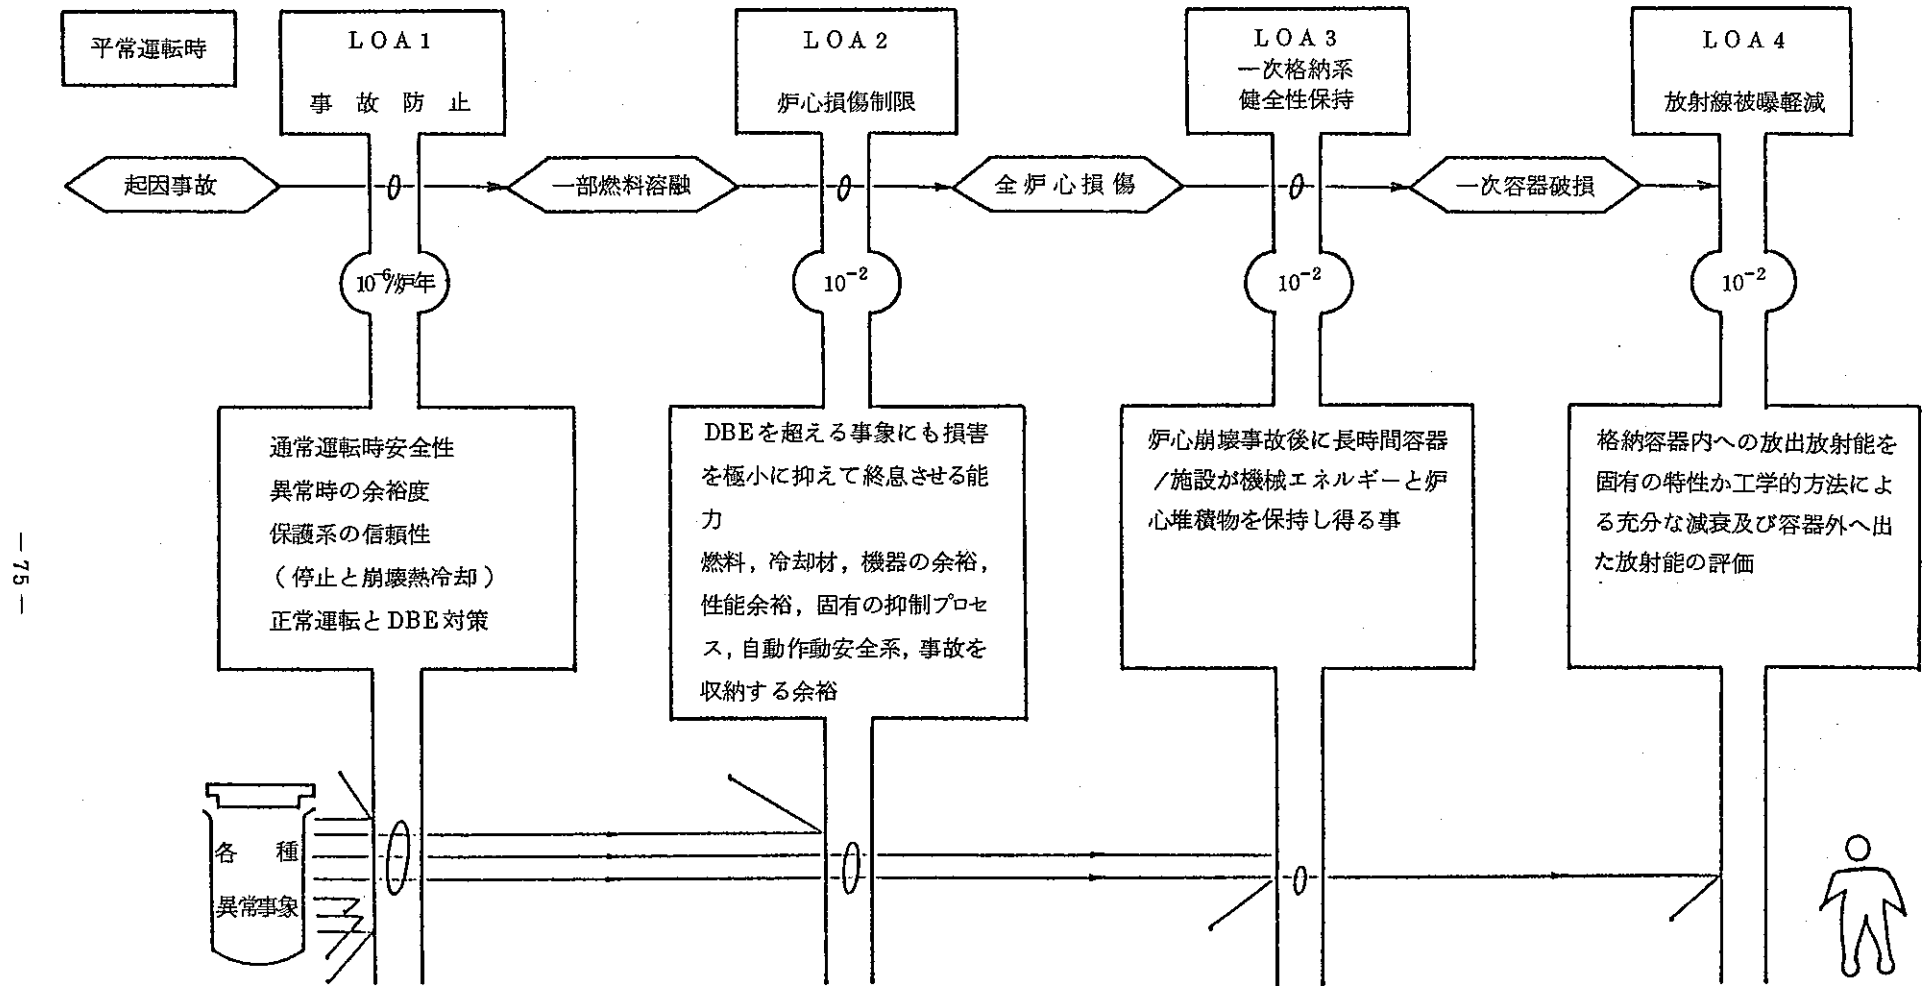 平常運転時
LOA1
事故防止
LOA2
炉心損傷制限
LOA3
一次格納系
健全性保持
LOA4
放射線被曝軽減
起因事故
一部燃料溶融
全炉心損傷
一次容器破損
10⁻⁶/炉年
10⁻²
10⁻²
10⁻²
通常運転時安全性
異常時の余裕度
保護系の信頼性
(停止と崩壊熱冷却)
正常運転とDBE対策
DBEを超える事象にも損害
を極小に抑えて終息させる能
力
燃料,冷却材,機器の余裕,
性能余裕,固有の抑制プロセ
ス,自動作動安全系,事故を
収納する余裕
炉心崩壊事故後に長時間容器
/施設が機械エネルギーと炉
心堆積物を保持し得る事
格納容器内への放出放射能を
固有の特性か工学的方法によ
る充分な減衰及び容器外へ出
た放射能の評価
各種
異常事象
—75—